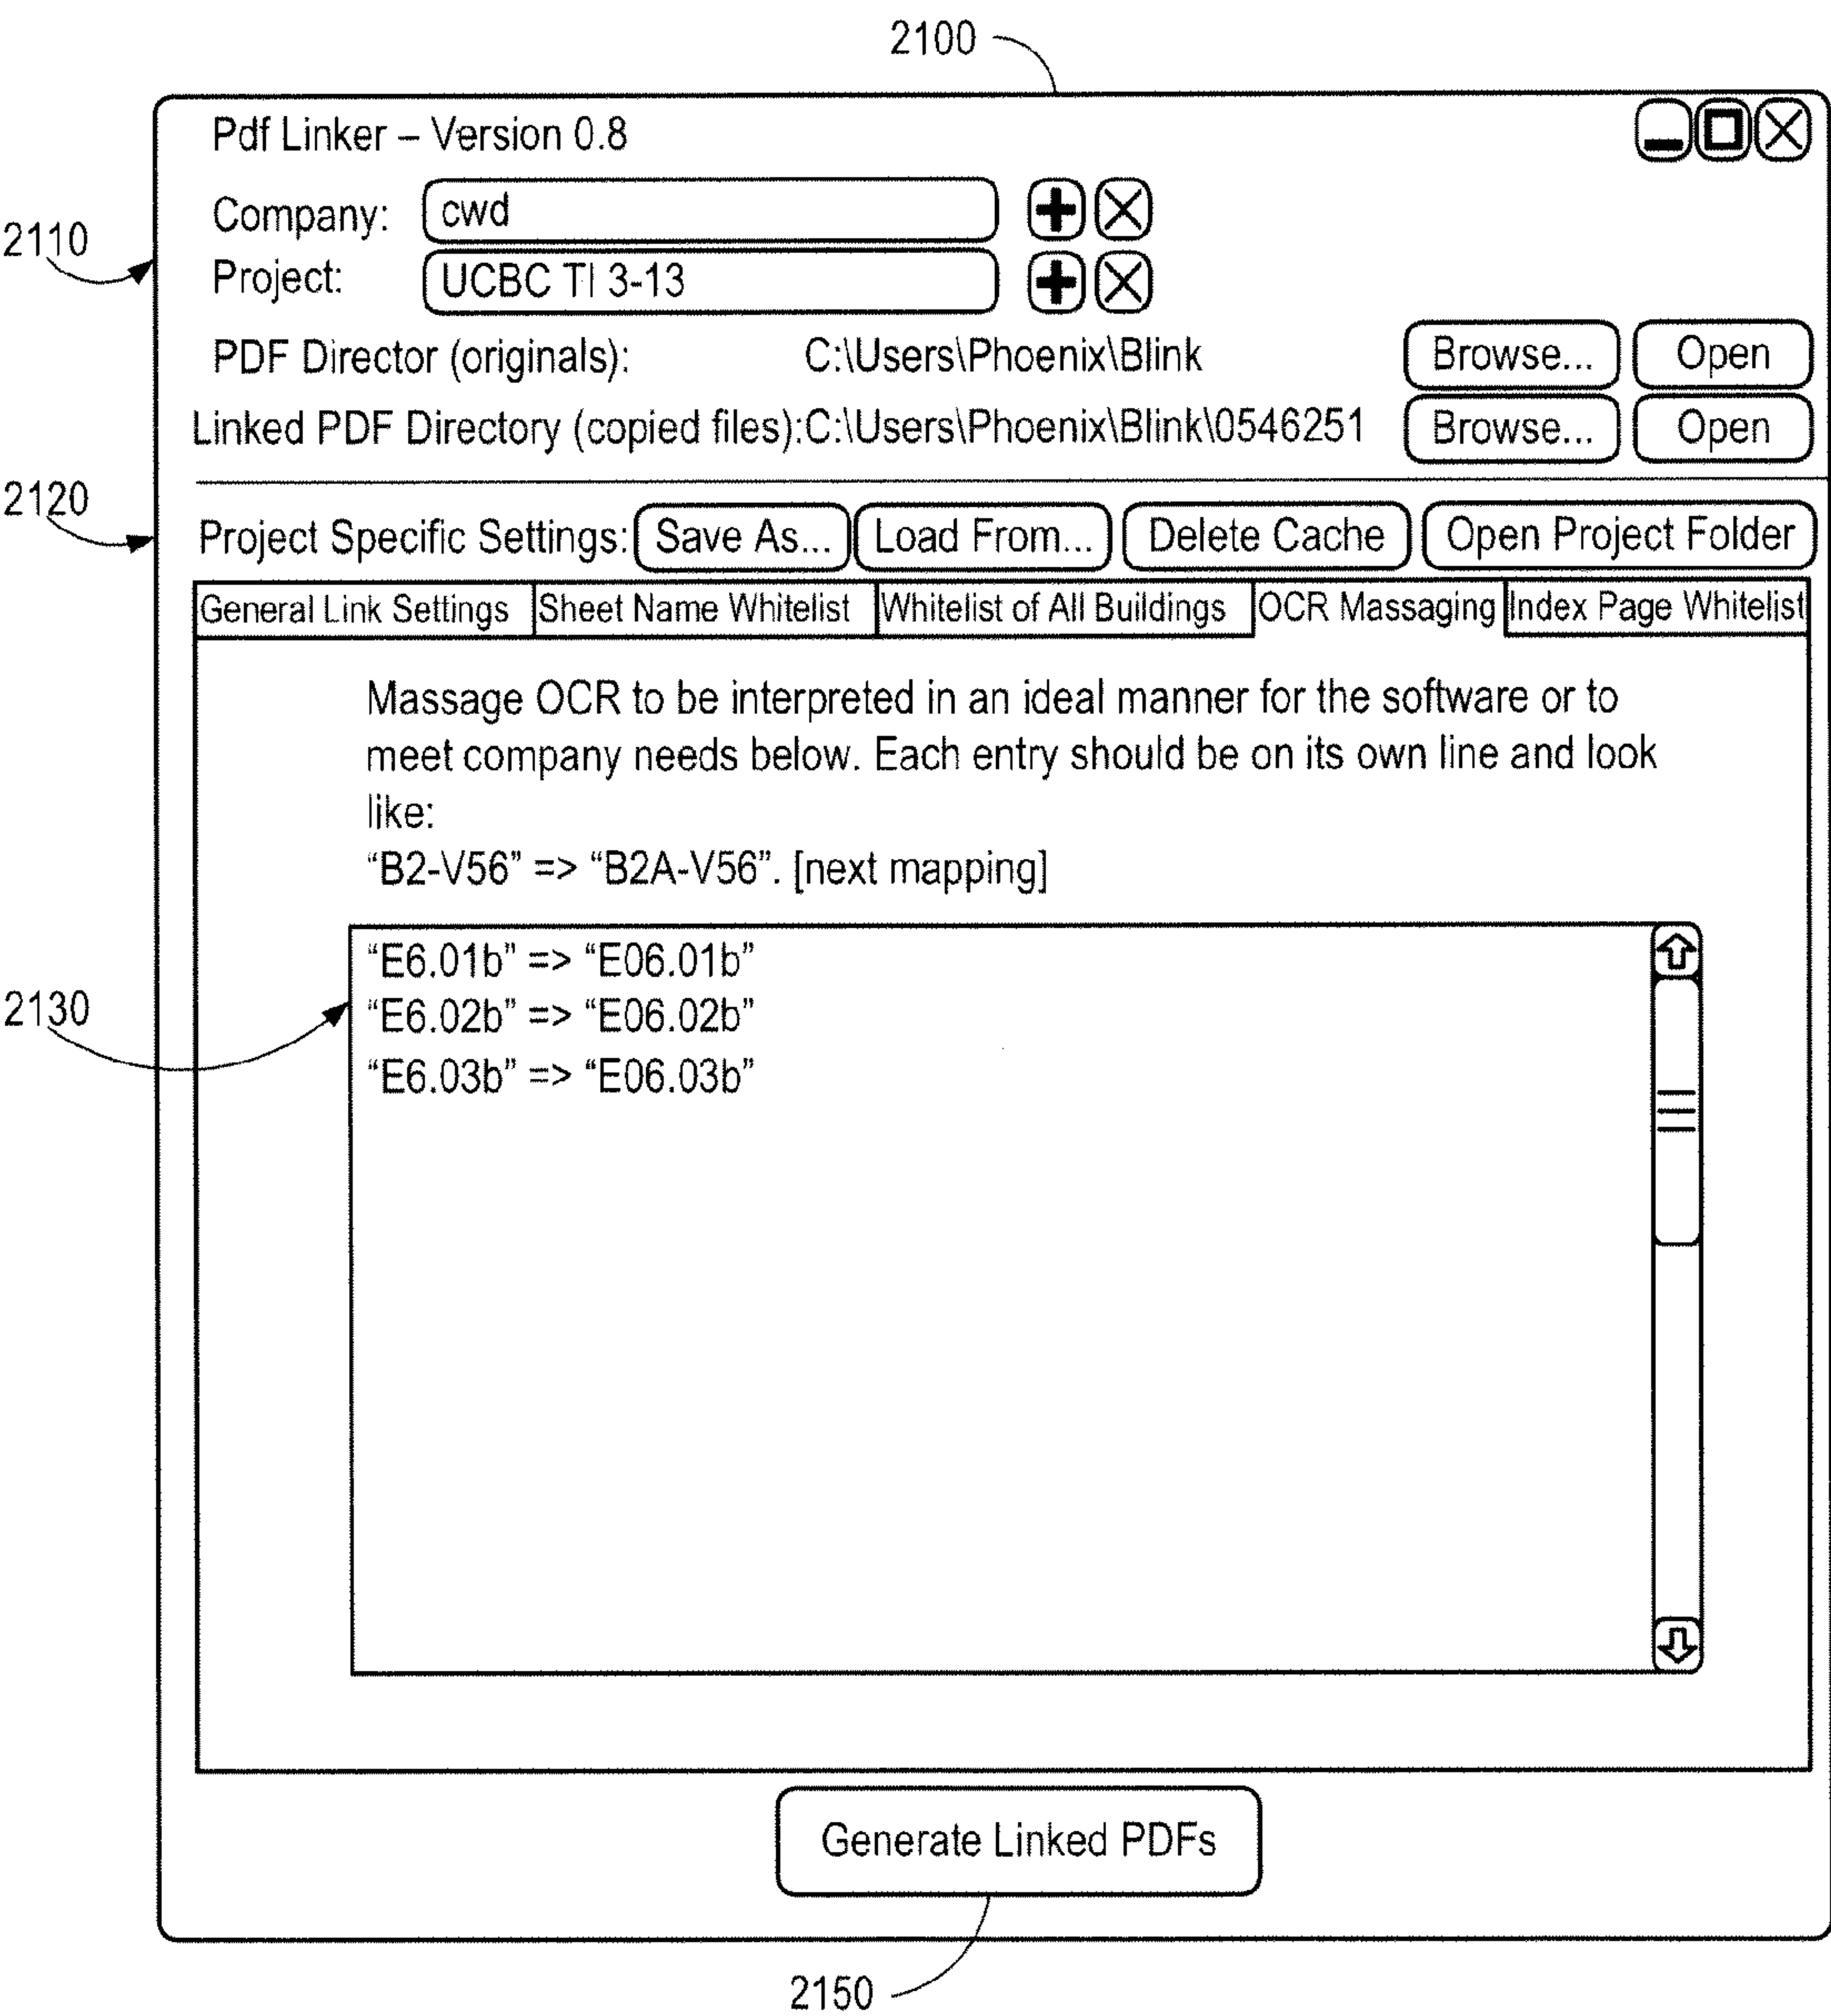 2100
Pdf Linker – Version 0.8
Company: cwd
2110
Project: UCBC TI 3-13
PDF Director (originals): C:\Users\Phoenix\Blink Browse... Open
Linked PDF Directory (copied files):C:\Users\Phoenix\Blink\0546251 Browse... Open
2120
Project Specific Settings: Save As... Load From... Delete Cache Open Project Folder
General Link Settings Sheet Name Whitelist Whitelist of All Buildings OCR Massaging Index Page Whitelist
Massage OCR to be interpreted in an ideal manner for the software or to
meet company needs below. Each entry should be on its own line and look
like:
“B2-V56” => “B2A-V56”. [next mapping]
“E6.01b” => “E06.01b”
2130
“E6.02b” => “E06.02b”
“E6.03b” => “E06.03b”
Generate Linked PDFs
2150